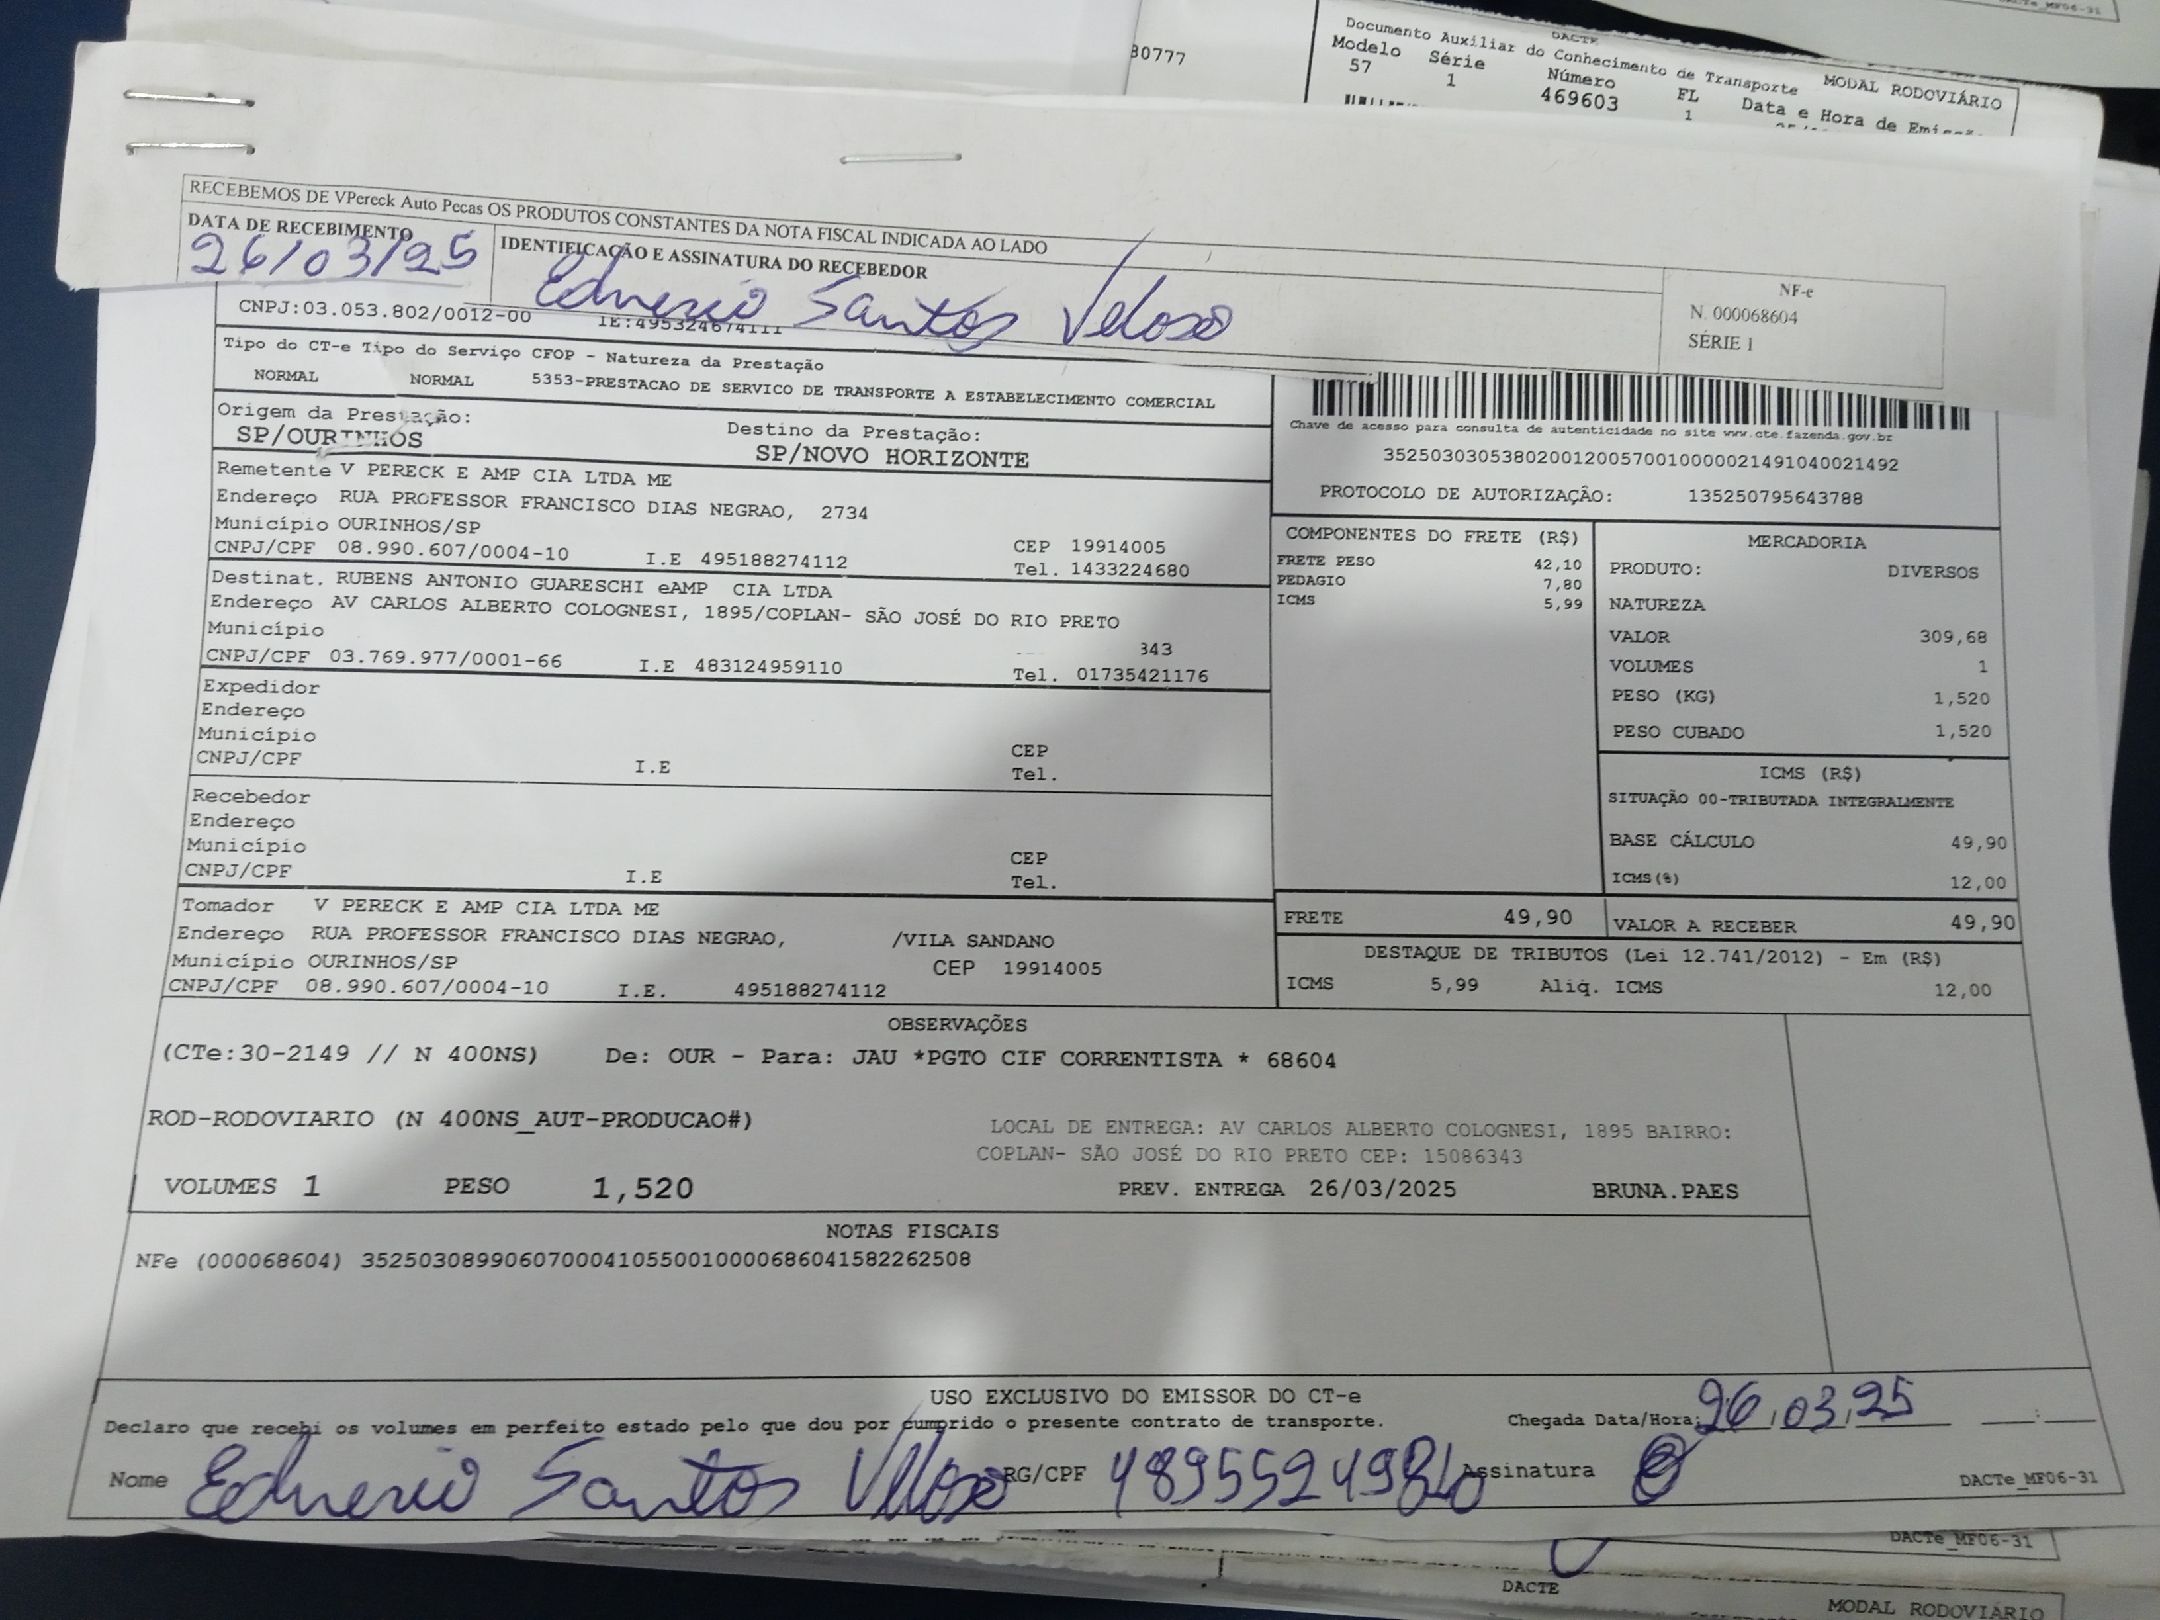 DACTe_MF06-31
80777
DACTE
Documento Auxiliar do Conhecimento de Transporte
MODAL RODOVIÁRIO
Modelo Série Número FL Data e Hora de
57 1 469603 1
RECEBEMOS DE VPereck Auto Pecas OS PRODUTOS CONSTANTES DA NOTA FISCAL INDICADA AO LADO
DATA DE RECEBIMENTO IDENTIFICAÇÃO E ASSINATURA DO RECEBEDOR
26/03/25 Santos Veloso
NF-e
N. 000068604
SÉRIE 1
CNPJ:03.053.802/0012-00 IE:495324674111
Tipo do CT-e Tipo do Serviço CFOP - Natureza da Prestação
NORMAL NORMAL 5353-PRESTACAO DE SERVICO DE TRANSPORTE A ESTABELECIMENTO COMERCIAL
Origem da Prestação: Destino da Prestação:
SP/OURINHOS SP/NOVO HORIZONTE
Chave de acesso para consulta de autenticidade no site www.cte.fazenda.gov.br
35250303053802001200570010000021491040021492
PROTOCOLO DE AUTORIZAÇÃO: 135250795643788
Remetente V PERECK E AMP CIA LTDA ME
Endereço RUA PROFESSOR FRANCISCO DIAS NEGRAO, 2734
Município OURINHOS/SP CEP 19914005
CNPJ/CPF 08.990.607/0004-10 I.E 495188274112 Tel. 1433224680
Destinat. RUBENS ANTONIO GUARESCHI eAMP CIA LTDA
Endereço AV CARLOS ALBERTO COLOGNESI, 1895/COPLAN- SÃO JOSÉ DO RIO PRETO
Município 343
CNPJ/CPF 03.769.977/0001-66 I.E 483124959110 Tel. 01735421176
Expedidor
Endereço
Município CEP
CNPJ/CPF I.E Tel.
Recebedor
Endereço
Município CEP
CNPJ/CPF I.E Tel.
Tomador V PERECK E AMP CIA LTDA ME
Endereço RUA PROFESSOR FRANCISCO DIAS NEGRAO, /VILA SANDANO
Município OURINHOS/SP CEP 19914005
CNPJ/CPF 08.990.607/0004-10 I.E. 495188274112
COMPONENTES DO FRETE (R$)
FRETE PESO 42,10
PEDAGIO 7,80
ICMS 5,99
MERCADORIA
PRODUTO: DIVERSOS
NATUREZA
VALOR 309,68
VOLUMES 1
PESO (KG) 1,520
PESO CUBADO 1,520
ICMS (R$)
SITUAÇÃO 00-TRIBUTADA INTEGRALMENTE
BASE CÁLCULO 49,90
ICMS(%) 12,00
FRETE 49,90 VALOR A RECEBER 49,90
DESTAQUE DE TRIBUTOS (Lei 12.741/2012) - Em (R$)
ICMS 5,99 Aliq. ICMS 12,00
OBSERVAÇÕES
(CTe:30-2149 // N 400NS) De: OUR - Para: JAU *PGTO CIF CORRENTISTA * 68604
ROD-RODOVIARIO (N 400NS_AUT-PRODUCAO#)
LOCAL DE ENTREGA: AV CARLOS ALBERTO COLOGNESI, 1895 BAIRRO:
COPLAN- SÃO JOSÉ DO RIO PRETO CEP: 15086343
VOLUMES 1 PESO 1,520 PREV. ENTREGA 26/03/2025 BRUNA.PAES
NOTAS FISCAIS
NFe (000068604) 35250308990607000410550010000686041582262508
USO EXCLUSIVO DO EMISSOR DO CT-e
Declaro que recebi os volumes em perfeito estado pelo que dou por cumprido o presente contrato de transporte. Chegada Data/Hora: 26/03/25 :
Nome Santos Veloso RG/CPF Assinatura
DACTe_MF06-31
DACTe_MF06-31
DACTE
MODAL RODOVIÁRIO